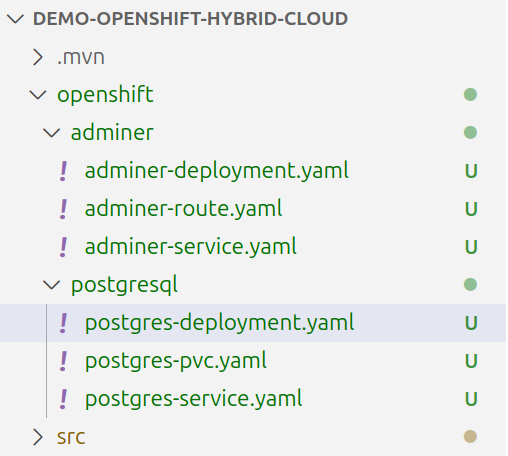 DEMO-OPENSHIFT-HYBRID-CLOUD
.mvn
openshift
adminer
! adminer-deployment.yaml U
! adminer-route.yaml U
! adminer-service.yaml U
postgresql
! postgres-deployment.yaml U
! postgres-pvc.yaml U
! postgres-service.yaml U
src